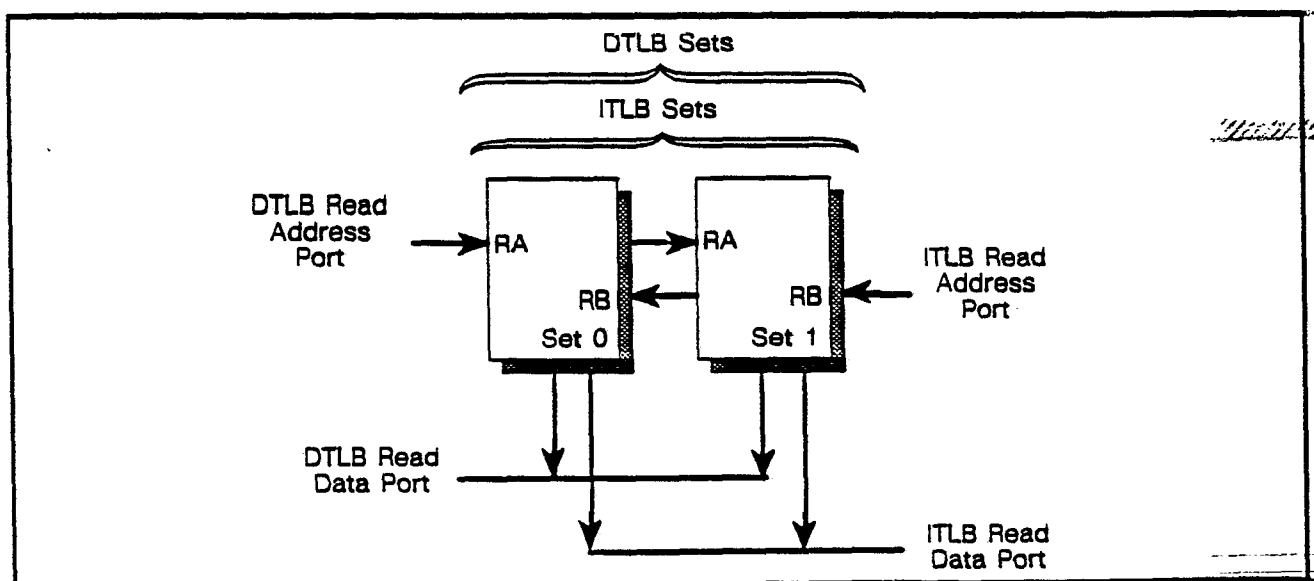 DTLB Sets
ITLB Sets
DTLB Read
Address
Port
RA
RA
RB
RB
ITLB Read
Address
Port
Set 0
Set 1
DTLB Read
Data Port
ITLB Read
Data Port